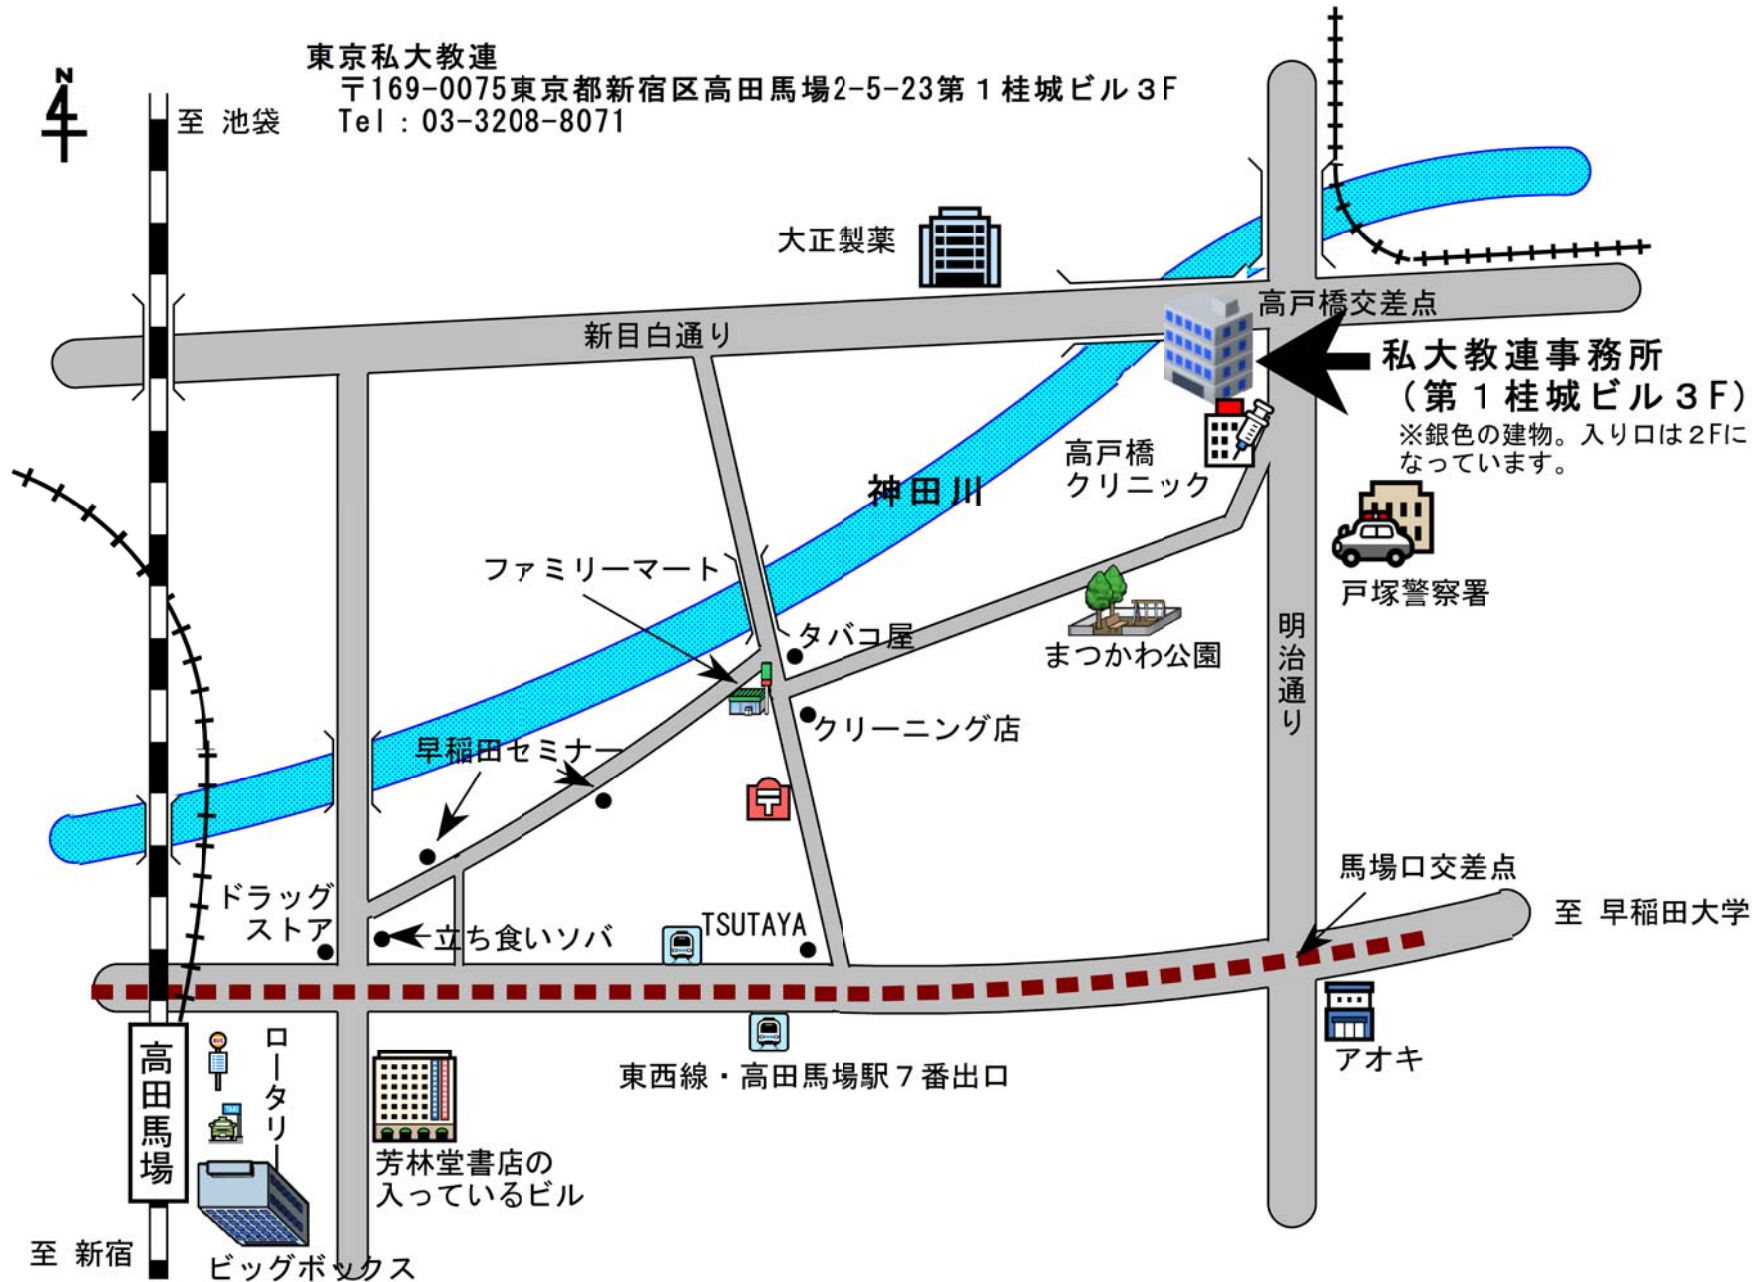 東京私大教連
〒169-0075東京都新宿区高田馬場2-5-23第１桂城ビル３F
Tel：03-3208-8071
N
至 池袋
大正製薬
新目白通り
高戸橋交差点
私大教連事務所
（第１桂城ビル３F）
※銀色の建物。入り口は２Fに
なっています。
高戸橋
クリニック
神田川
戸塚警察署
ファミリーマート
タバコ屋
まつかわ公園
明治通り
クリーニング店
早稲田セミナー
馬場口交差点
ドラッグ
ストア
立ち食いソバ
TSUTAYA
至 早稲田大学
東西線・高田馬場駅７番出口
アオキ
高田馬場
ロータリー
芳林堂書店の
入っているビル
至 新宿
ビッグボックス